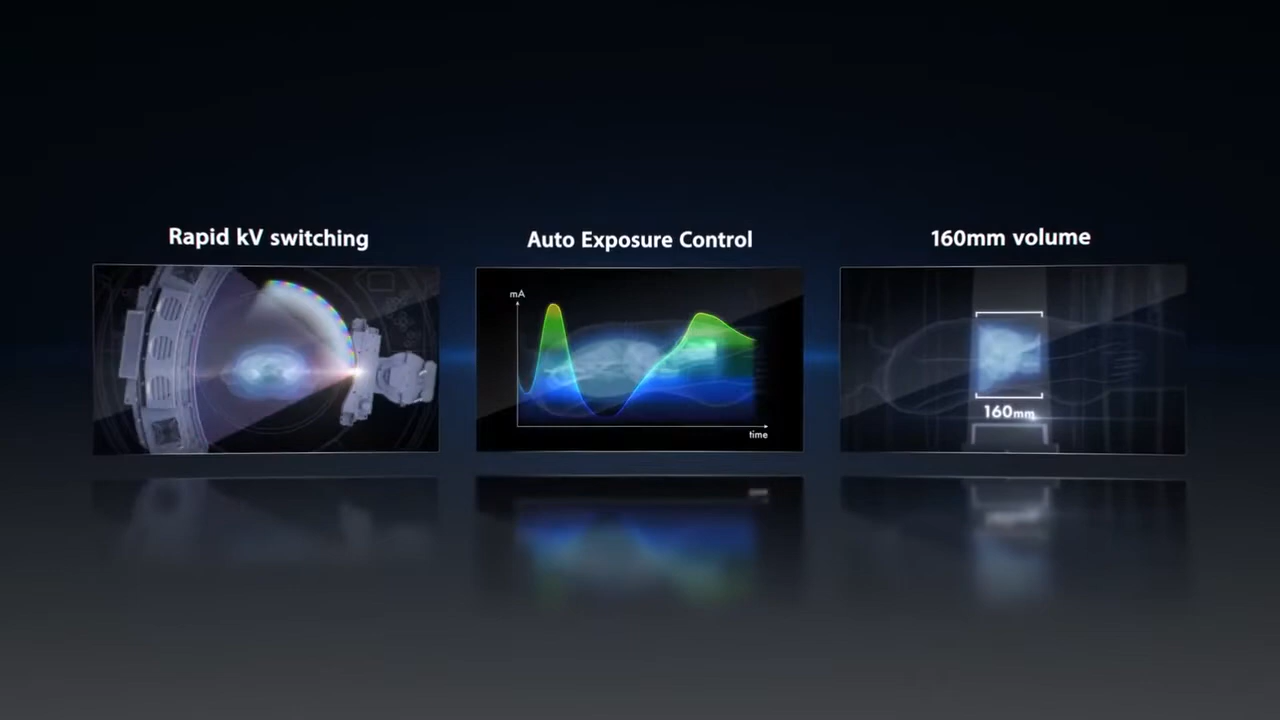 Rapid kV switching
Auto Exposure Control
160mm volume
mA
time
160mm